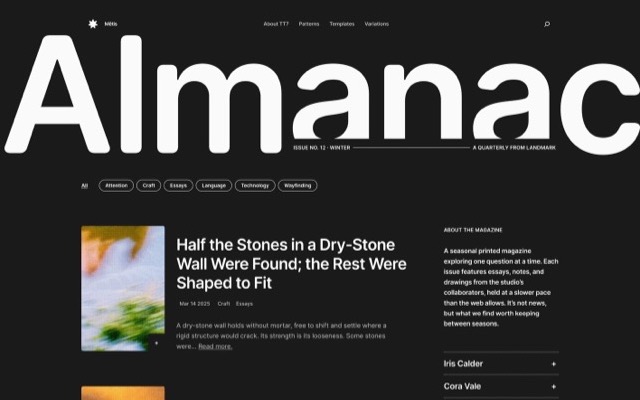 Mētis
About TT7 Patterns Templates Variations
Almanac
ISSUE NO. 12 · WINTER
A QUARTERLY FROM LANDMARK
All Attention Craft Essays Language Technology Wayfinding
Half the Stones in a Dry-Stone
Wall Were Found; the Rest Were
Shaped to Fit
Mar 14 2025 Craft Essays
A dry-stone wall holds without mortar, free to shift and settle where a
rigid structure would crack. Its strength is its looseness. Some stones
were... Read more.
ABOUT THE MAGAZINE
A seasonal printed magazine
exploring one question at a time. Each
issue features essays, notes, and
drawings from the studio's
collaborators, held at a slower pace
than the web allows. It's not news,
but what we find worth keeping
between seasons.
Iris Calder +
Cora Vale +